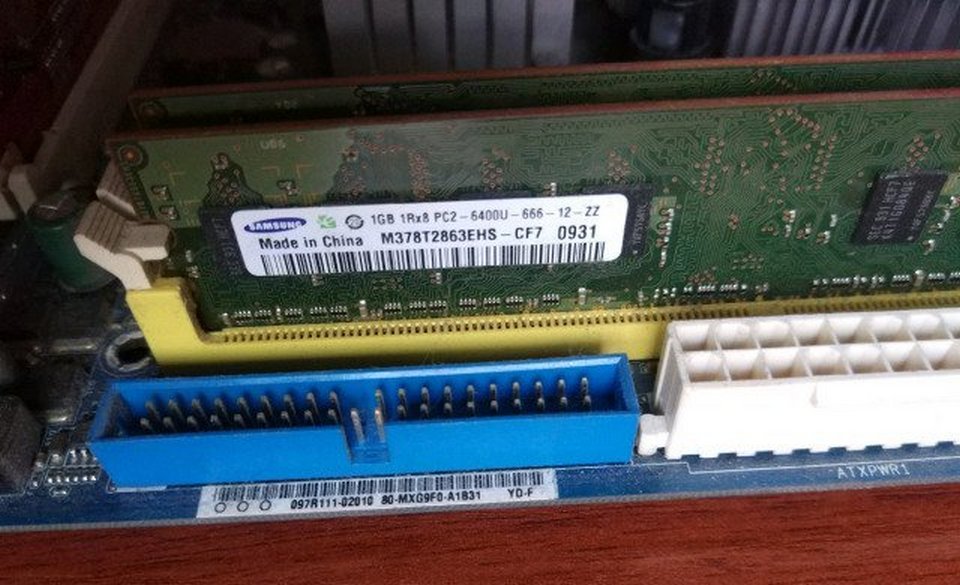 SAMSUNG 1GB 1Rx8 PC2-6400U-666-12-ZZ
Made in China M378T2863EHS-CF7 0931
ATXPWR1
097R111-02010 80-MXG9F0-A1831 YD-F